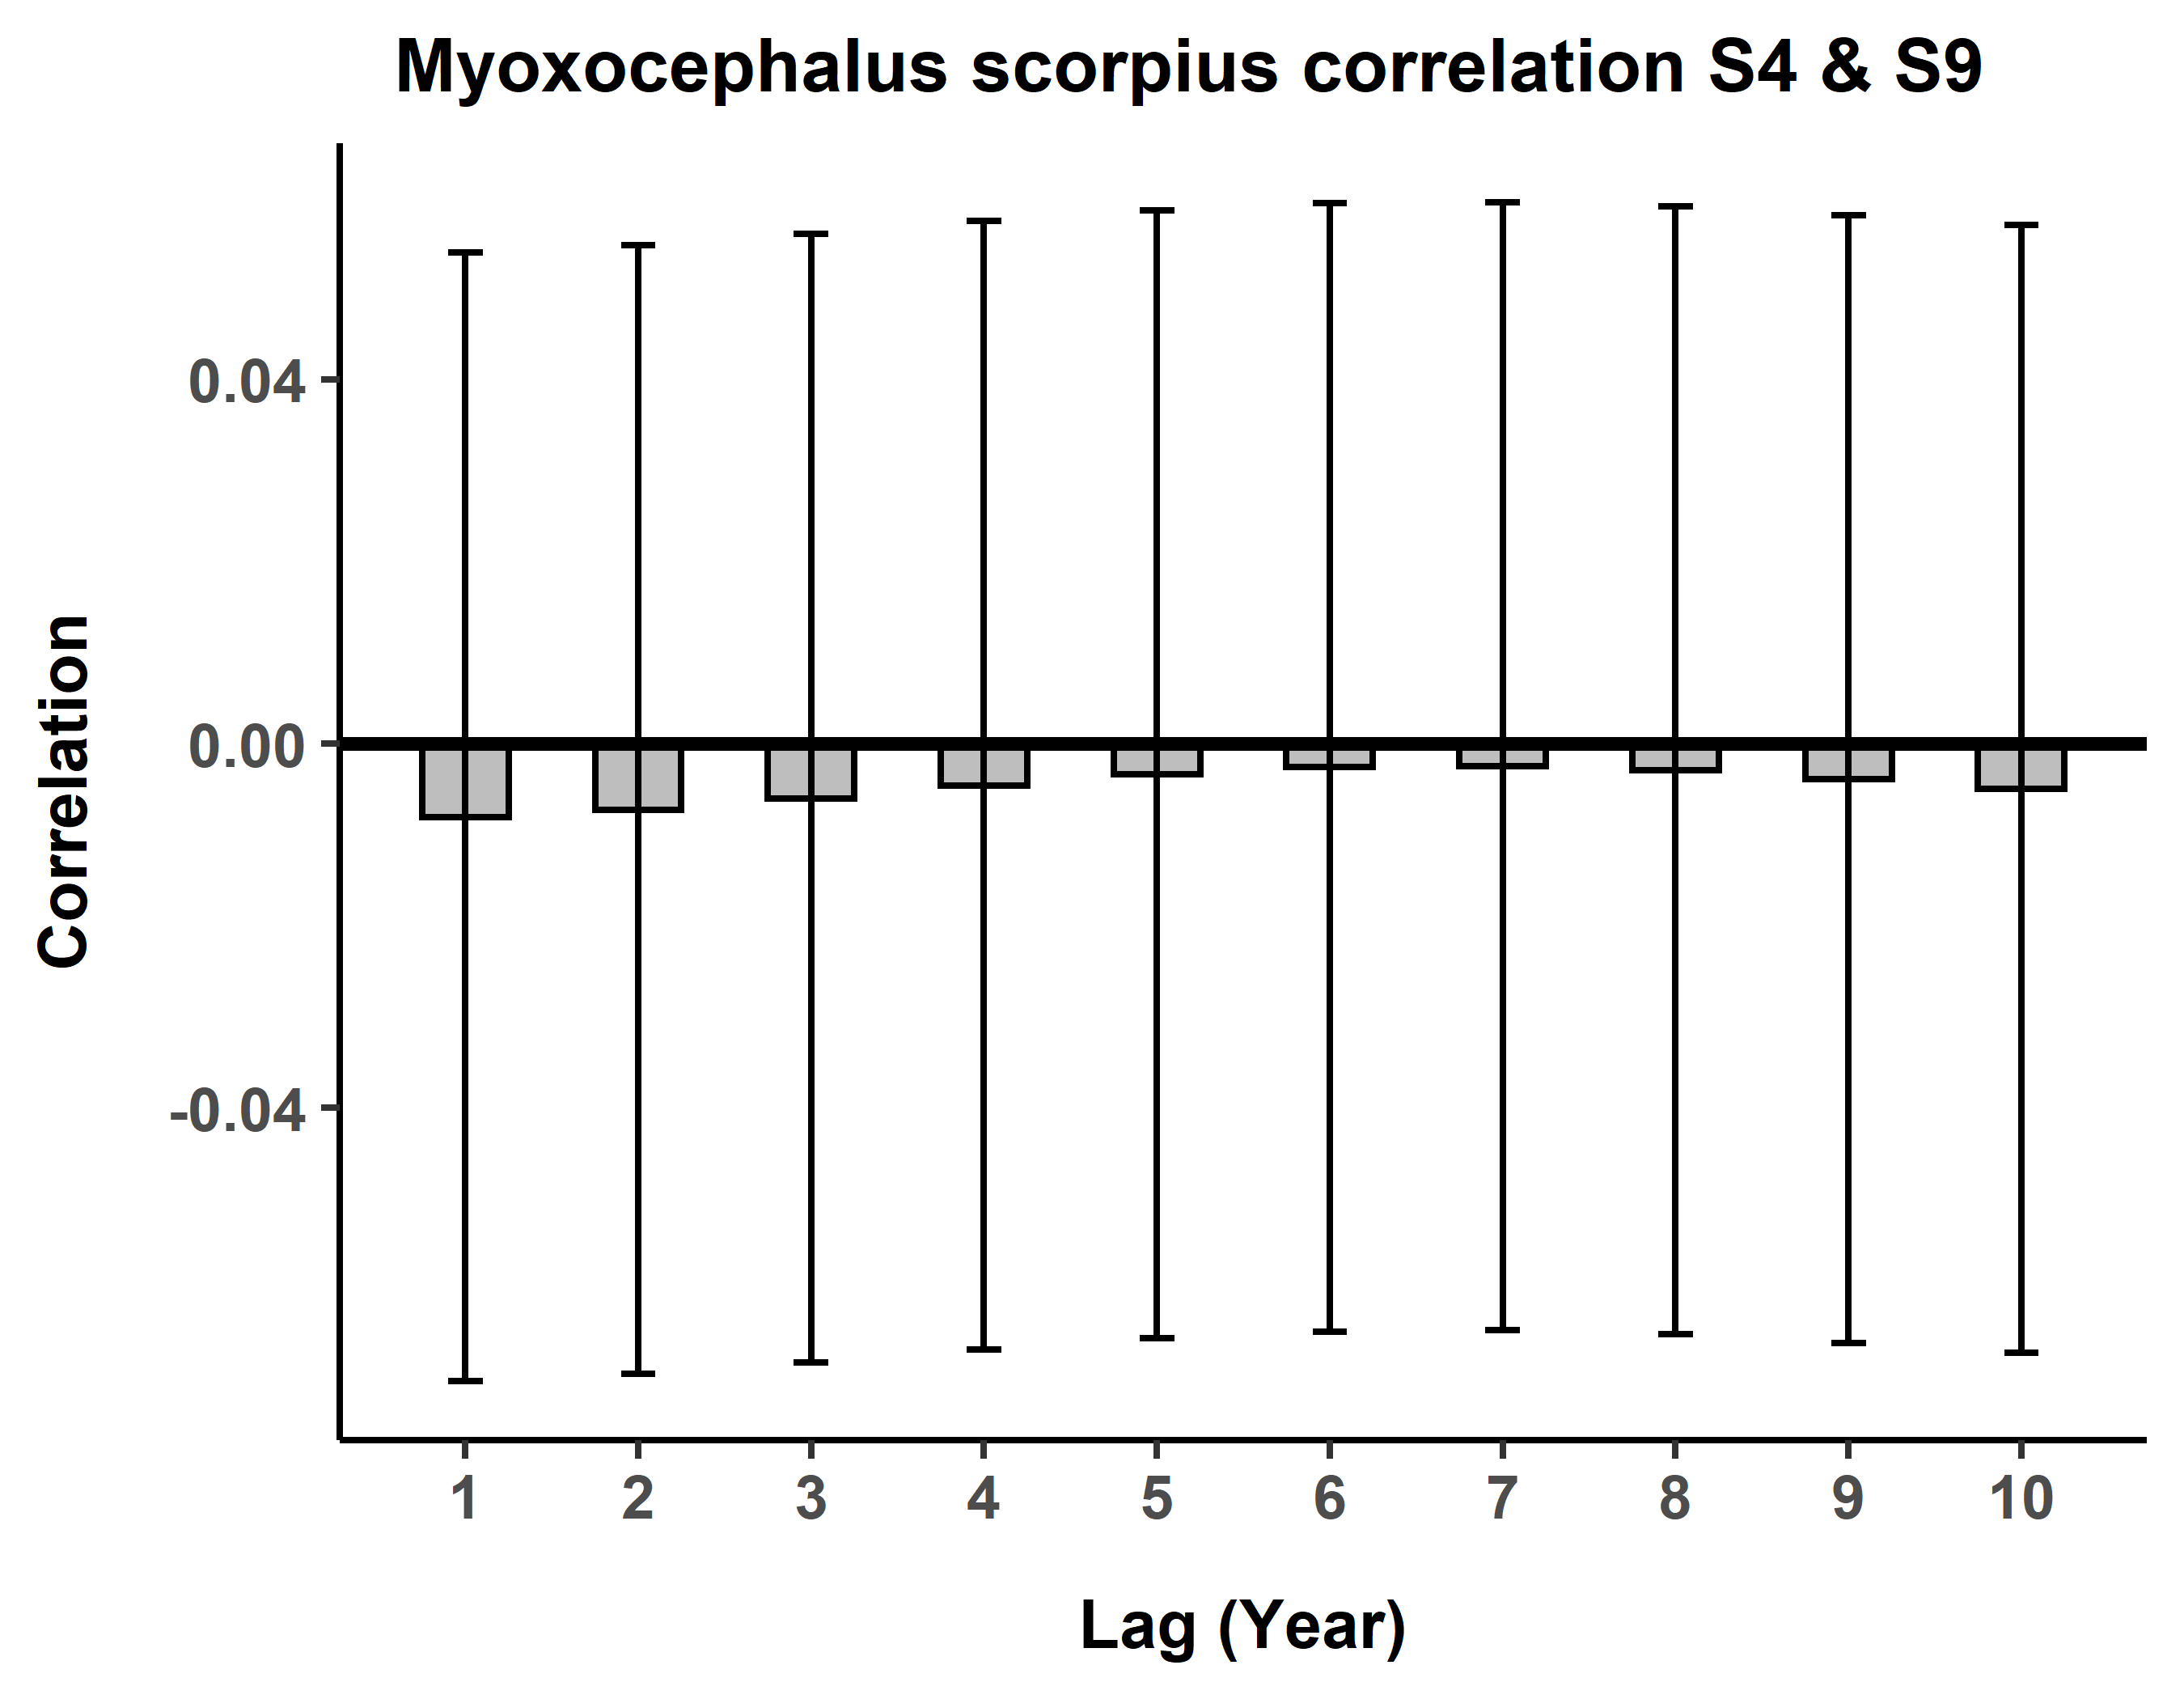 Myoxocephalus scorpius correlation S4 & S9
Correlation
0.04
0.00
-0.04
1 2 3 4 5 6 7 8 9 10
Lag (Year)